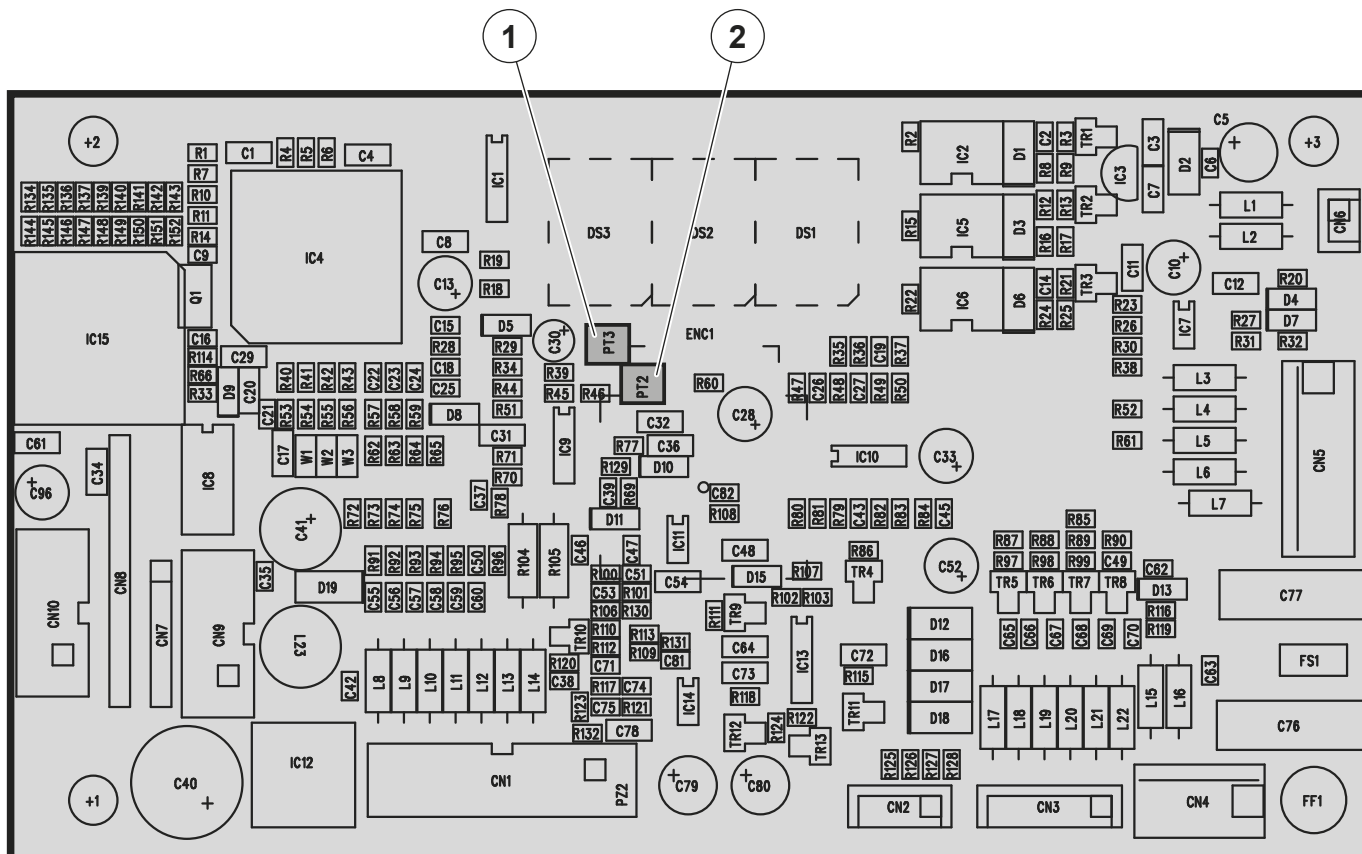 1 2
+2 R1 C1 R4 R5 R6 C4 IC1 R2 IC2 D1 C2 R3 TR1 C3 D2 C5 C6 +3
R7 R8 R9 IC3
R134 R135 R136 R137 R139 R140 R141 R142 R143 R10 R11 C7 L1 CN6
R144 R145 R146 R147 R148 R149 R150 R151 R152 R14 IC4 C8 DS3 DS2 DS1 R15 IC5 D3 R12 R13 TR2 R16 R17 L2
C9 Q1 C13 R19 R18 R22 IC6 D6 C14 R21 TR3 R24 R25 C11 C10 C12 R20 D4
IC15 C16 C15 D5 C30 PT3 ENC1 R23 R26 IC7 R27 D7
R114 C29 R28 R29 R35 R36 C19 R37 R30 R31 R32
R66 D9 C20 R40 R41 R42 R43 C22 C23 C24 C18 R34 R39 PT2 R60 R38 L3
R33 C25 R44 R45 R46 R47 C26 R48 C27 R49 R50
C21 R53 R54 R55 R56 R57 R58 R59 D8 R51 C32 C28 R52 L4
C61 C34 IC8 C17 W1 W2 W3 R62 R63 R64 R65 C31 IC9 R77 C36 R61 L5 CN5
R71 R129 D10 IC10 C33 L6
C96 R70 C37 R78 C39 R69 C82 L7
C41 R72 R73 R74 R75 R76 D11 R108 R80 R81 R79 C43 R82 R83 R84 C45 R85
CN10 CN8 CN7 CN9 C35 R91 R92 R93 R94 R95 C50 R96 R104 R105 C46 C47 IC11 C48 R86 R87 R88 R89 R90
D19 R100 C51 C54 D15 R107 TR4 C52 R97 R98 R99 C49 C62
C55 C56 C57 C58 C59 C60 C53 R101 R102 R103 TR5 TR6 TR7 TR8 D13 C77
R106 R130 R111 TR9 D12 R116
L23 TR10 R110 R113 R131 IC13 C65 C66 C67 C68 C69 C70 R119
R112 R109 C81 C64 C72 D16 FS1
C42 L8 L9 L10 L11 L12 L13 L14 R120 C38 C71 C73 R115 C63
R117 C74 IC14 R118 D17 L17 L18 L19 L20 L21 L22 L15 L16
R123 C75 R121 R122 TR11 D18 C76
R132 C78 TR12 R124 TR13
IC12 CN1 PZ2 R125 R126 R127 R128
+1 C40 C79 C80 CN2 CN3 CN4 FF1